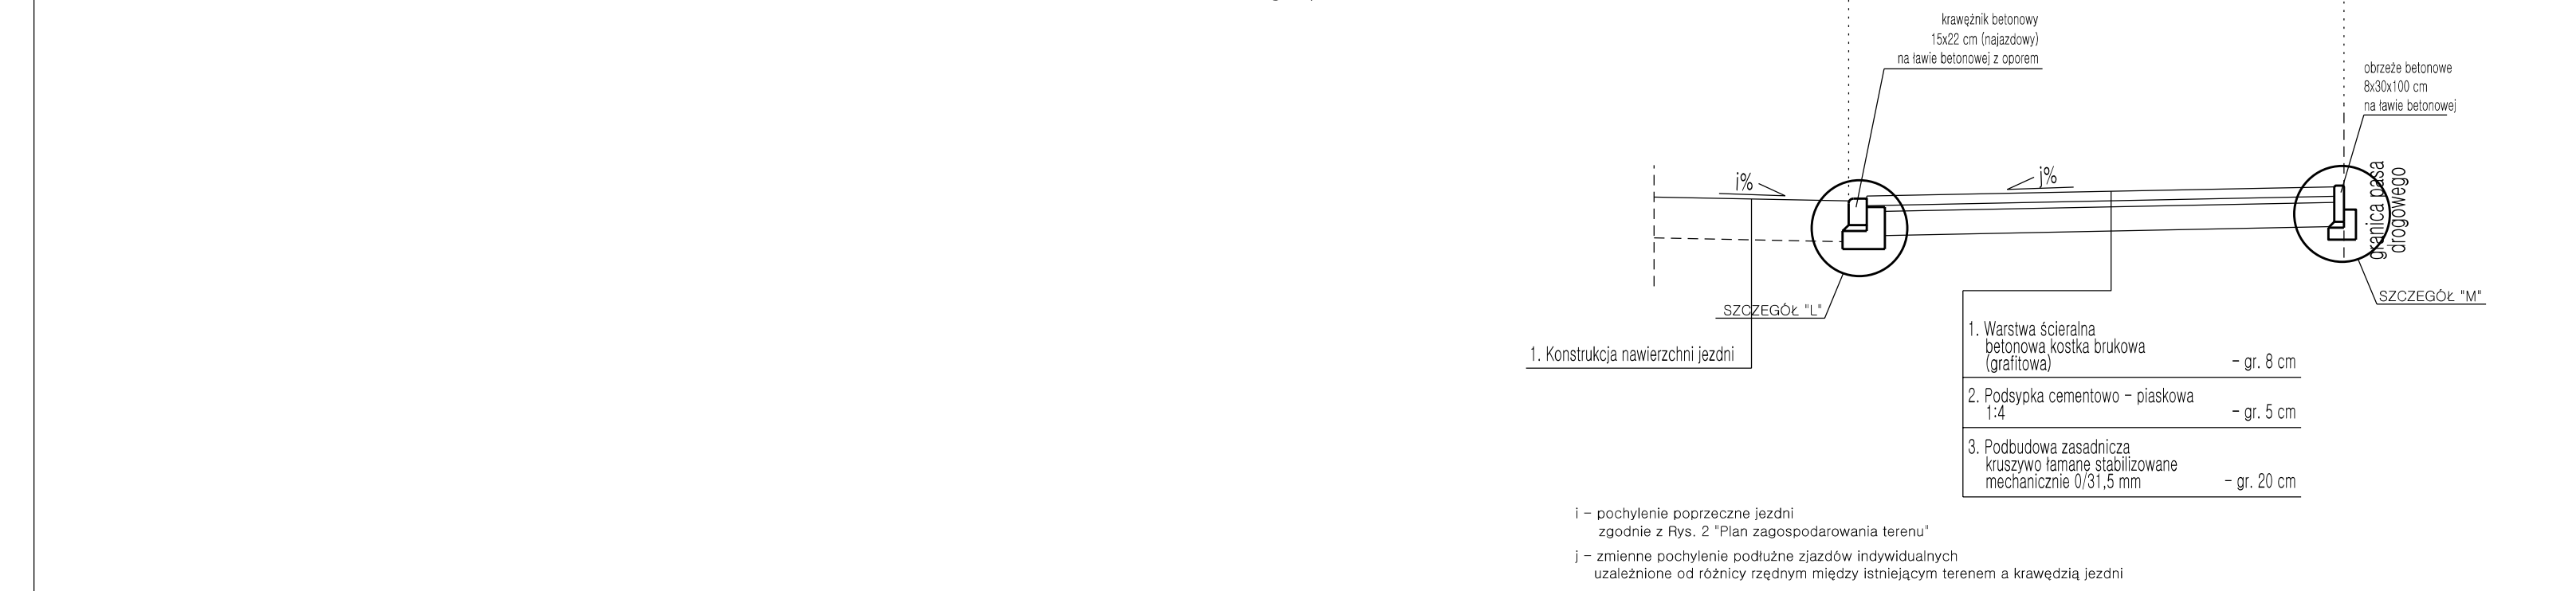 krawężnik betonowy
15x22 cm (najazdowy)
na ławie betonowej z oporem
obrzeże betonowe
8x30x100 cm
na ławie betonowej
i%
j%
granica pasa
drogowego
SZCZEGÓŁ "L"
SZCZEGÓŁ "M"
1. Konstrukcja nawierzchni jezdni
1. Warstwa ścieralna
betonowa kostka brukowa
(grafitowa) - gr. 8 cm
2. Podsypka cementowo - piaskowa
1:4 - gr. 5 cm
3. Podbudowa zasadnicza
kruszywo łamane stabilizowane
mechanicznie 0/31,5 mm - gr. 20 cm
i - pochylenie poprzeczne jezdni
zgodnie z Rys. 2 "Plan zagospodarowania terenu"
j - zmienne pochylenie podłużne zjazdów indywidualnych
uzależnione od różnicy rzędnym między istniejącym terenem a krawędzią jezdni